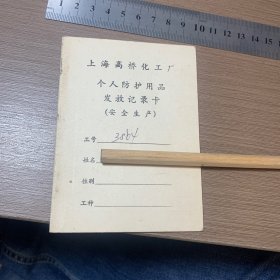 上海高桥化工厂
个人防护用品
发放记录卡
(安全生产)
工号 3564
姓名
性别
工种